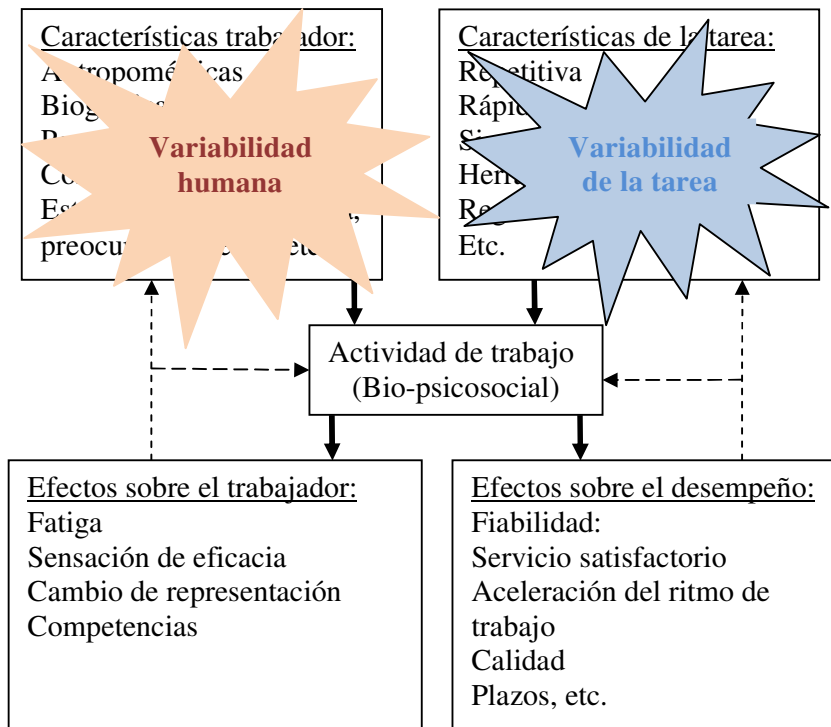 Características trabajador:
Biog
preocu
Variabilidad
humana
Características de la tarea:
Repetitiva
Etc.
Variabilidad
de la tarea
Actividad de trabajo
(Bio-psicosocial)
Efectos sobre el trabajador:
Fatiga
Sensación de eficacia
Cambio de representación
Competencias
Efectos sobre el desempeño:
Fiabilidad:
Servicio satisfactorio
Aceleración del ritmo de
trabajo
Calidad
Plazos, etc.